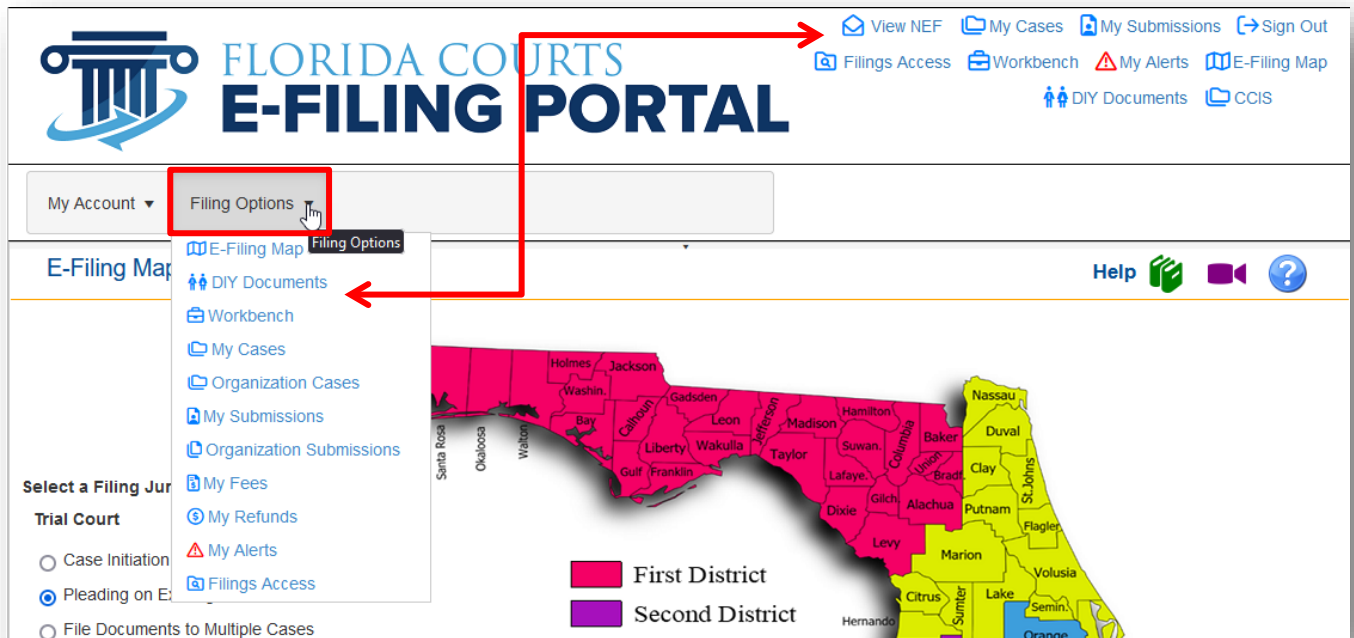 View NEF My Cases My Submissions Sign Out
FLORIDA COURTS
Filings Access Workbench My Alerts E-Filing Map
E-FILING PORTAL
DIY Documents CCIS
My Account Filing Options
Filing Options
E-Filing Map
E-Filing Map
Help
DIY Documents
Workbench
My Cases
Organization Cases
My Submissions
Organization Submissions
My Fees
My Refunds
My Alerts
Filings Access
Select a Filing Jur
Trial Court
Case Initiation
Pleading on Ex
File Documents to Multiple Cases
Holmes Jackson
Washin. Gadsden Nassau
Bay Calhoun Leon Jefferson Madison Hamilton Duval
Santa Rosa Okaloosa Walton Liberty Wakulla Taylor Suwan. Columbia Baker
Gulf Franklin Lafaye. Union Bradf. Clay St.Johns
Dixie Gilch. Alachua Putnam
Flagler
Levy Marion
Volusia
Citrus Sumter Lake Semin.
Hernando Orange
First District
Second District